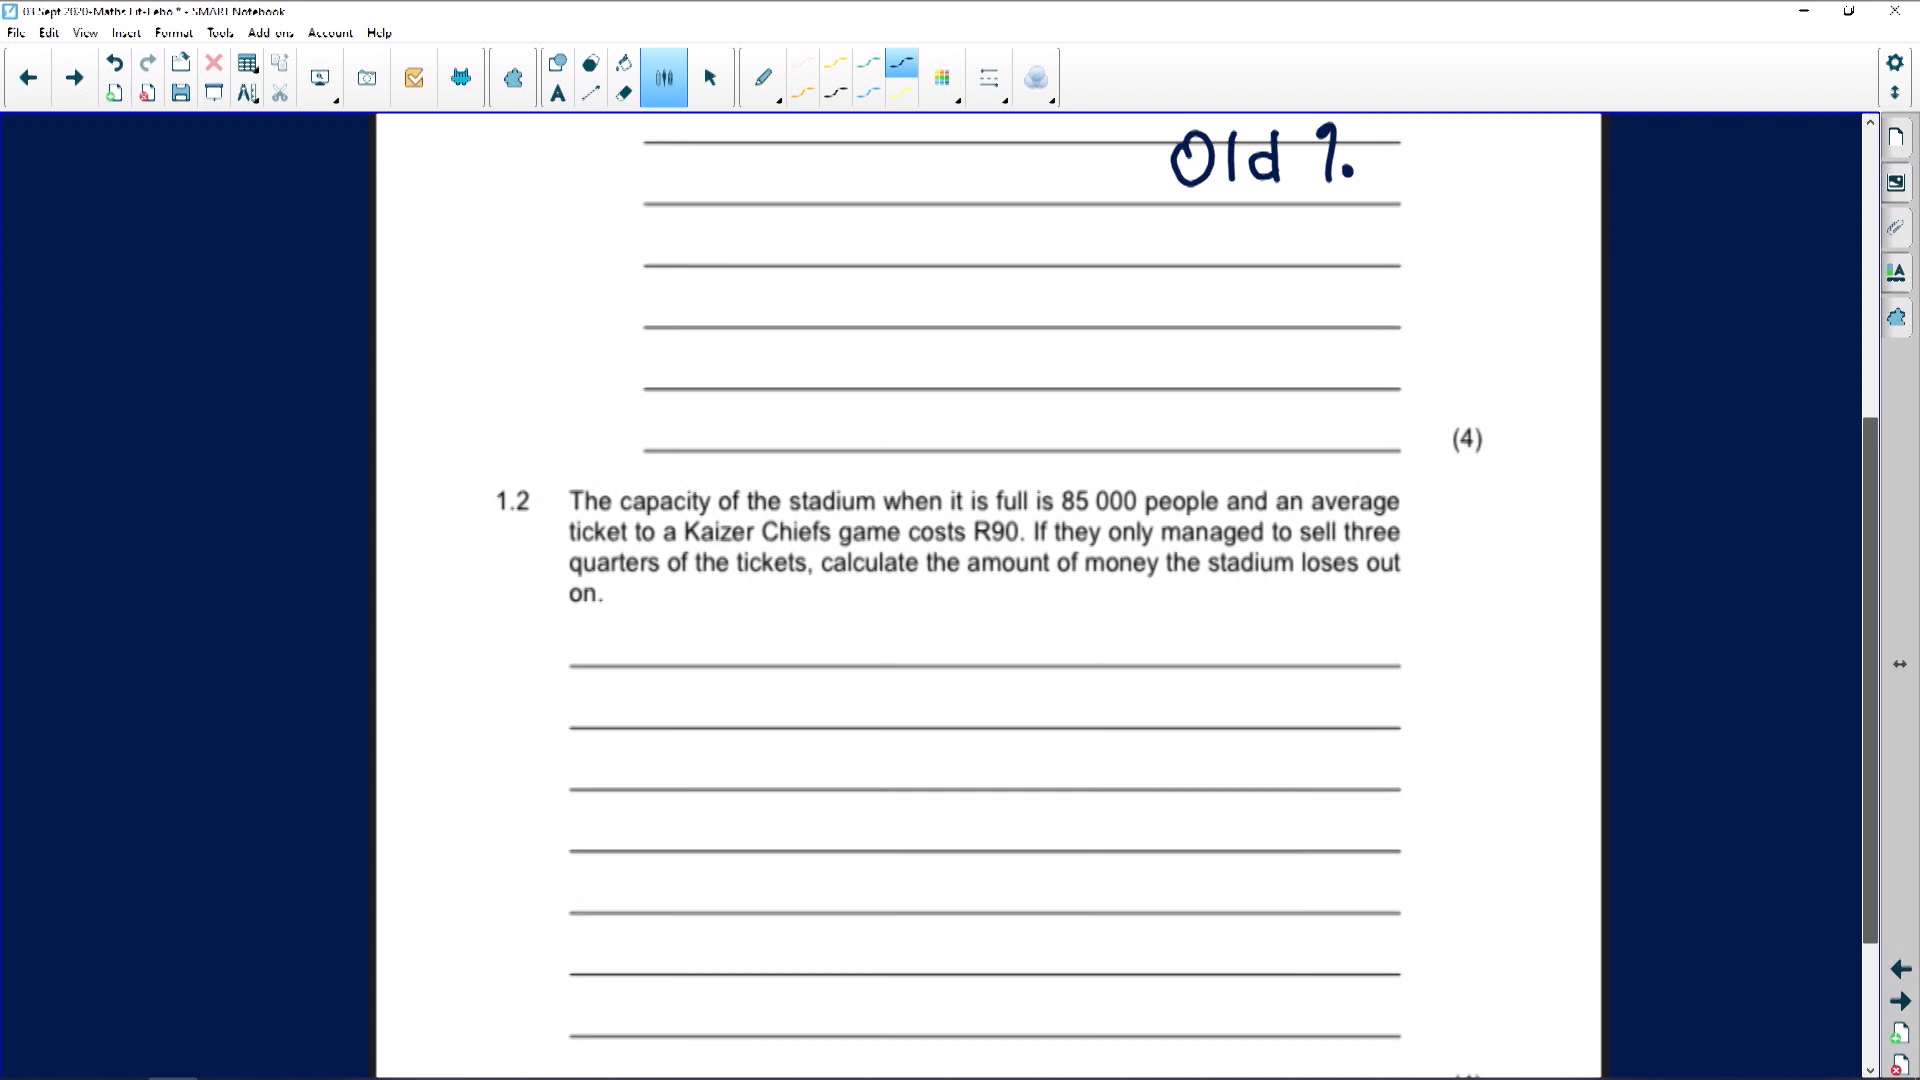 File Edit View Insert Format Tools Add-ons Account Help
Old %
(4)
1.2 The capacity of the stadium when it is full is 85 000 people and an average
ticket to a Kaizer Chiefs game costs R90. If they only managed to sell three
quarters of the tickets, calculate the amount of money the stadium loses out
on.